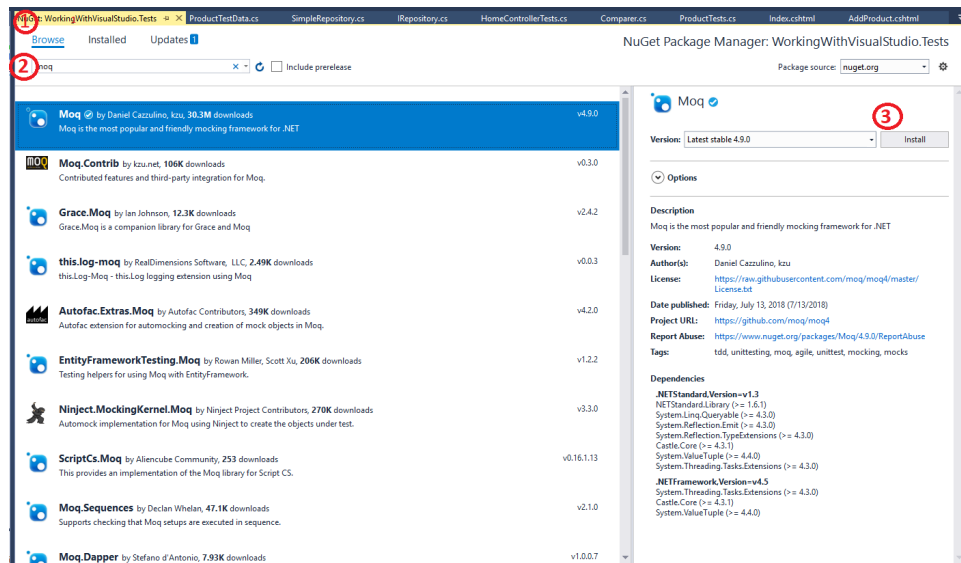 1
NuGet: WorkingWithVisualStudio.Tests ProductTestData.cs SimpleRepository.cs IRepository.cs HomeControllerTests.cs Comparer.cs ProductTests.cs Index.cshtml AddProduct.cshtml
Browse Installed Updates 1
NuGet Package Manager: WorkingWithVisualStudio.Tests
2
moq
Include prerelease
Package source: nuget.org
Moq by Daniel Cazzulino, kzu, 30.3M downloads v4.9.0
Moq is the most popular and friendly mocking framework for .NET
MOQ
Moq.Contrib by kzu.net, 106K downloads v0.3.0
Contributed features and third-party integration for Moq.
Grace.Moq by Ian Johnson, 12.3K downloads v2.4.2
Grace.Moq is a companion library for Grace and Moq
this.log-moq by RealDimensions Software, LLC, 2.49K downloads v0.0.3
this.Log-Moq - this.Log logging extension using Moq
autofac
Autofac.Extras.Moq by Autofac Contributors, 349K downloads v4.2.0
Autofac extension for automocking and creation of mock objects in Moq.
EntityFrameworkTesting.Moq by Rowan Miller, Scott Xu, 206K downloads v1.2.2
Testing helpers for using Moq with EntityFramework.
Ninject.MockingKernel.Moq by Ninject Project Contributors, 270K downloads v3.3.0
Automock implementation for Moq using Ninject to create the objects under test.
ScriptCs.Moq by Aliencube Community, 253 downloads v0.16.1.13
This provides an implementation of the Moq library for Script CS.
Moq.Sequences by Declan Whelan, 47.1K downloads v2.1.0
Supports checking that Moq setups are executed in sequence.
Moq.Dapper by Stefano d'Antonio, 7.93K downloads v1.0.0.7
Moq
3
Version: Latest stable 4.9.0 Install
Options
Description
Moq is the most popular and friendly mocking framework for .NET
Version: 4.9.0
Author(s): Daniel Cazzulino, kzu
License: https://raw.githubusercontent.com/moq/moq4/master/
License.txt
Date published: Friday, July 13, 2018 (7/13/2018)
Project URL: https://github.com/moq/moq4
Report Abuse: https://www.nuget.org/packages/Moq/4.9.0/ReportAbuse
Tags: tdd, unittesting, moq, agile, unittest, mocking, mocks
Dependencies
.NETStandard,Version=v1.3
NETStandard.Library (>= 1.6.1)
System.Linq.Queryable (>= 4.3.0)
System.Reflection.Emit (>= 4.3.0)
System.Reflection.TypeExtensions (>= 4.3.0)
Castle.Core (>= 4.3.1)
System.ValueTuple (>= 4.4.0)
System.Threading.Tasks.Extensions (>= 4.3.0)
.NETFramework,Version=v4.5
System.Threading.Tasks.Extensions (>= 4.3.0)
Castle.Core (>= 4.3.1)
System.ValueTuple (>= 4.4.0)